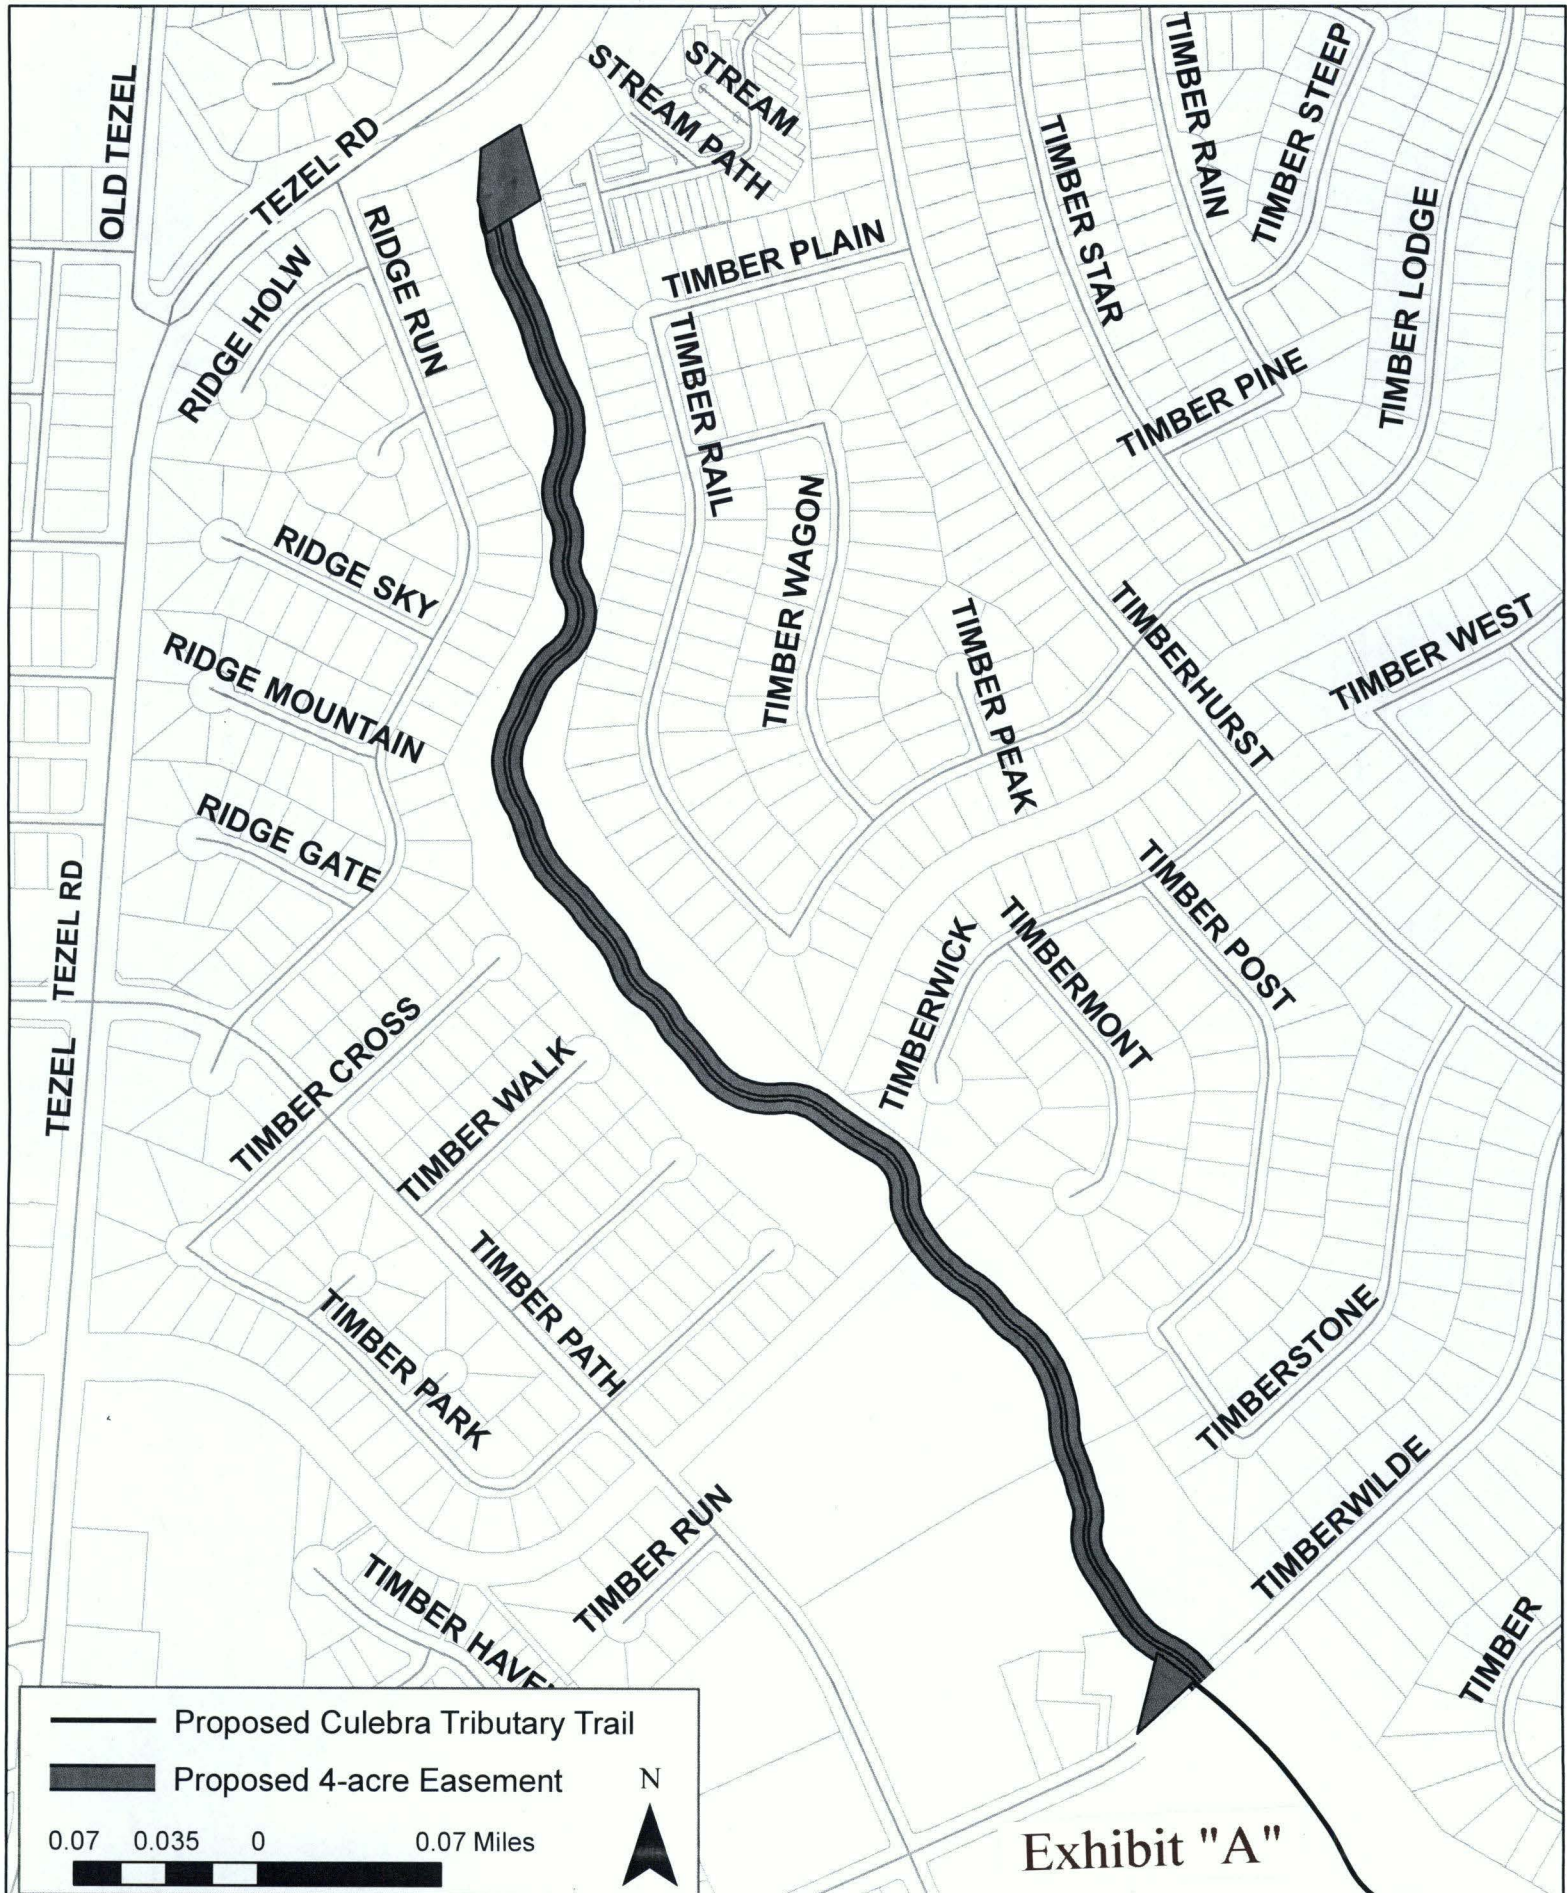 OLD TEZEL
TEZEL RD
STREAM
STREAM PATH
TIMBER RAIN
TIMBER STEEP
TIMBER STAR
TIMBER LODGE
RIDGE HOLW
RIDGE RUN
TIMBER PLAIN
TIMBER RAIL
TIMBER PINE
TIMBER WAGON
RIDGE SKY
RIDGE MOUNTAIN
TIMBER PEAK
TIMBERHURST
TIMBER WEST
RIDGE GATE
TEZEL RD
TEZEL
TIMBER POST
TIMBERMONT
TIMBERWICK
TIMBER CROSS
TIMBER WALK
TIMBER PATH
TIMBER PARK
TIMBERSTONE
TIMBERWILDE
TIMBER RUN
TIMBER
Proposed Culebra Tributary Trail
Proposed 4-acre Easement
N
0.07 0.035 0 0.07 Miles
Exhibit "A"